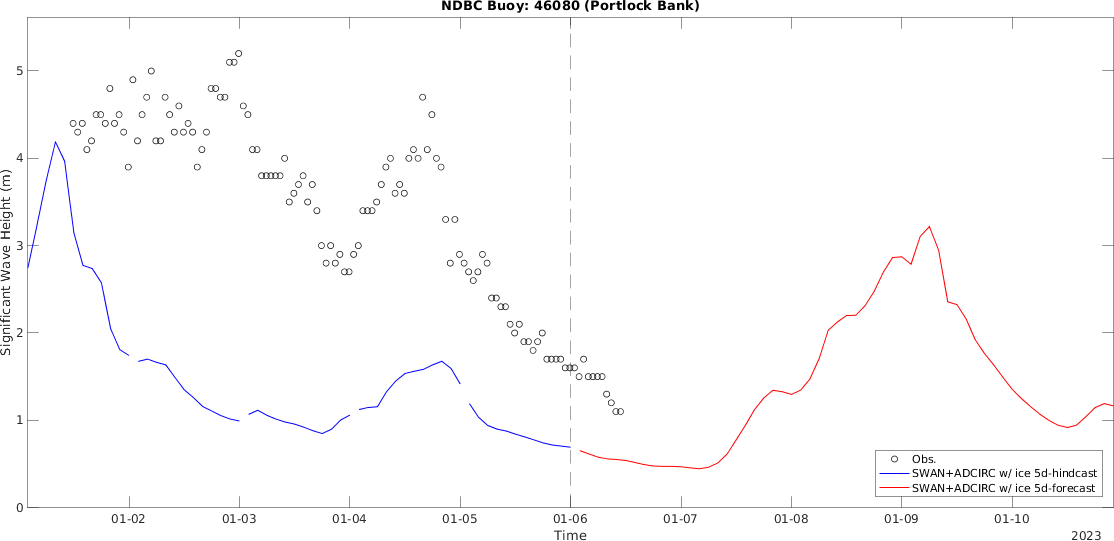 NDBC Buoy: 46080 (Portlock Bank)
Significant Wave Height (m)
5
4
3
2
1
0
Obs.
SWAN+ADCIRC w/ ice 5d-hindcast
SWAN+ADCIRC w/ ice 5d-forecast
01-02 01-03 01-04 01-05 01-06 01-07 01-08 01-09 01-10
Time
2023